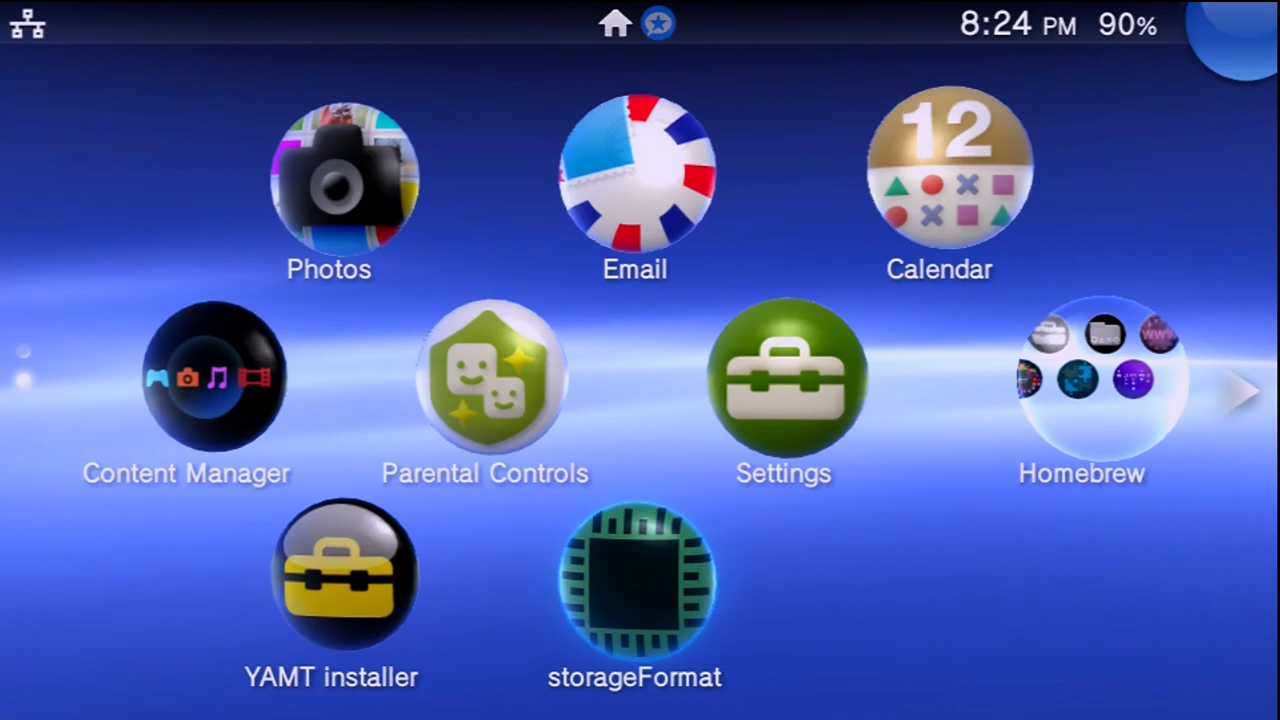 8:24 PM 90%
12
Photos
Email
Calendar
Content Manager
Parental Controls
Settings
Homebrew
YAMT installer
storageFormat